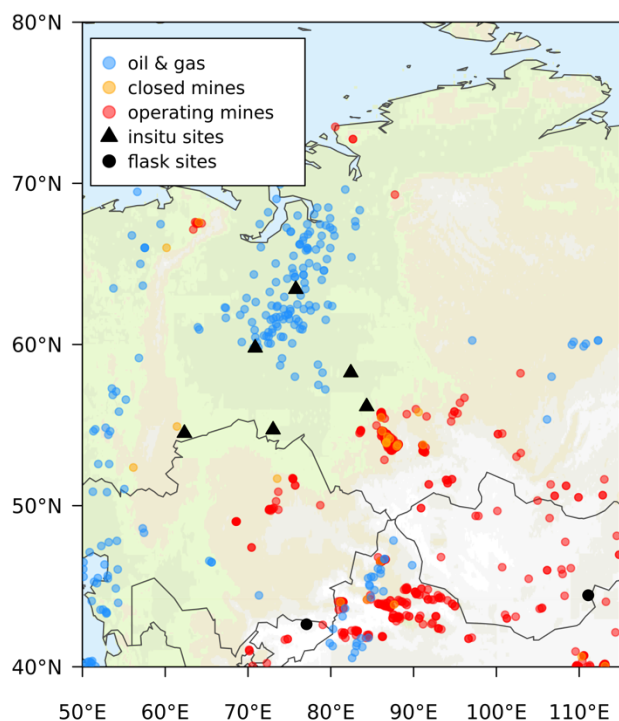 80°N
oil & gas
closed mines
operating mines
insitu sites
flask sites
70°N
60°N
50°N
40°N
50°E 60°E 70°E 80°E 90°E 100°E 110°E